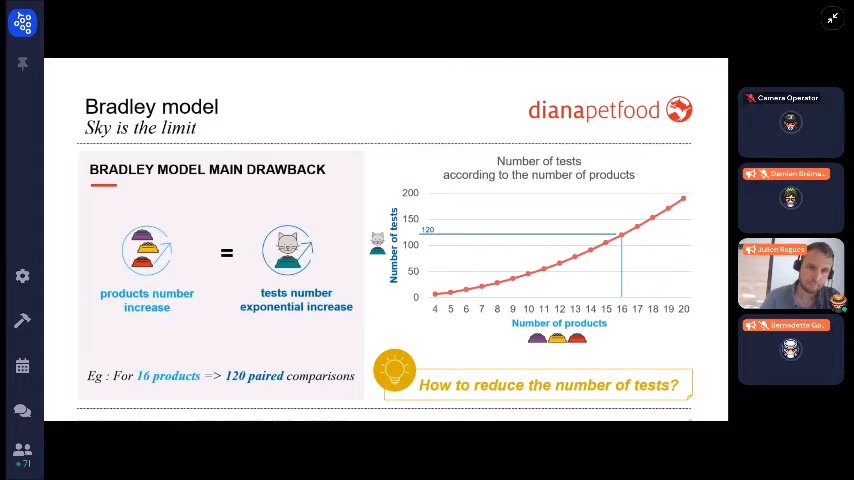 Bradley model
Sky is the limit
dianapetfood
BRADLEY MODEL MAIN DRAWBACK
=
products number
increase
tests number
exponential increase
Eg : For 16 products => 120 paired comparisons
Number of tests
according to the number of products
Number of tests
200
150
120
100
50
0
4 5 6 7 8 9 10 11 12 13 14 15 16 17 18 19 20
Number of products
How to reduce the number of tests?
Camera Operator
Damien Bréma...
Julien Rogues
Bernadette Go...
71